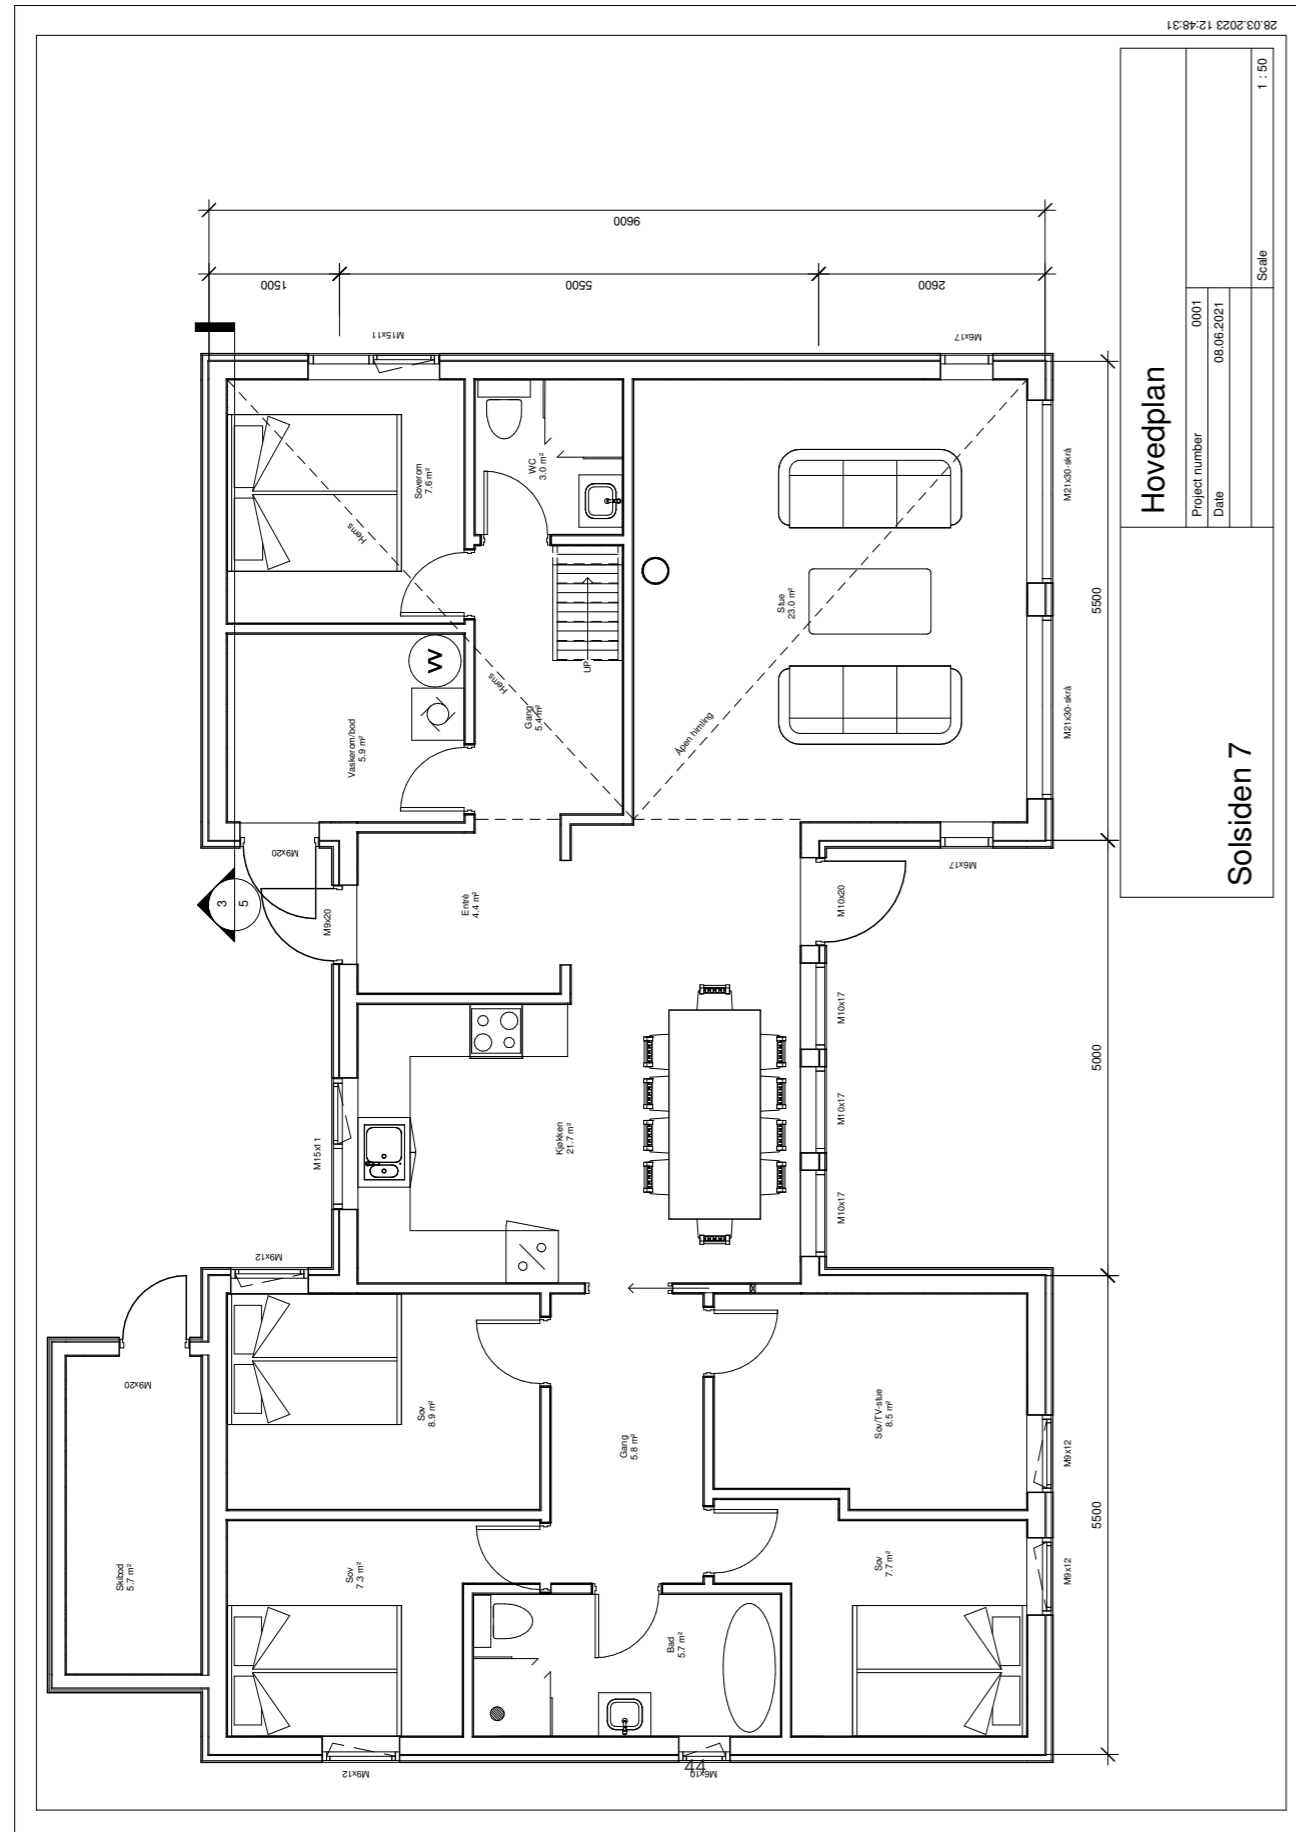 28.03.2023 12:48:31
9600
1500
5500
2600
M15x11
M6x17
Soverom
7.6 m²
Hems
WC
3.0 m²
Vaskerom/bod
5.9 m²
VV
Gang
5.4 m²
Hems
UP
Stue
23.0 m²
Åpen himling
M21x30-skrå
M21x30-skrå
5500
M9x20
3
5
M9x20
Entrè
4.4 m²
M10x20
M6x17
M15x11
Kjøkken
21.7 m²
M10x17
M10x17
M10x17
5000
M9x12
M9x20
Skibod
5.7 m²
Sov
8.9 m²
Gang
5.8 m²
Sov/TV-stue
8.5 m²
M9x12
Sov
7.3 m²
Bad
5.7 m²
Sov
7.7 m²
M9x12
5500
M9x12
M6x10
44
Hovedplan
Project number 0001
Date 08.06.2021
Scale 1 : 50
Solsiden 7